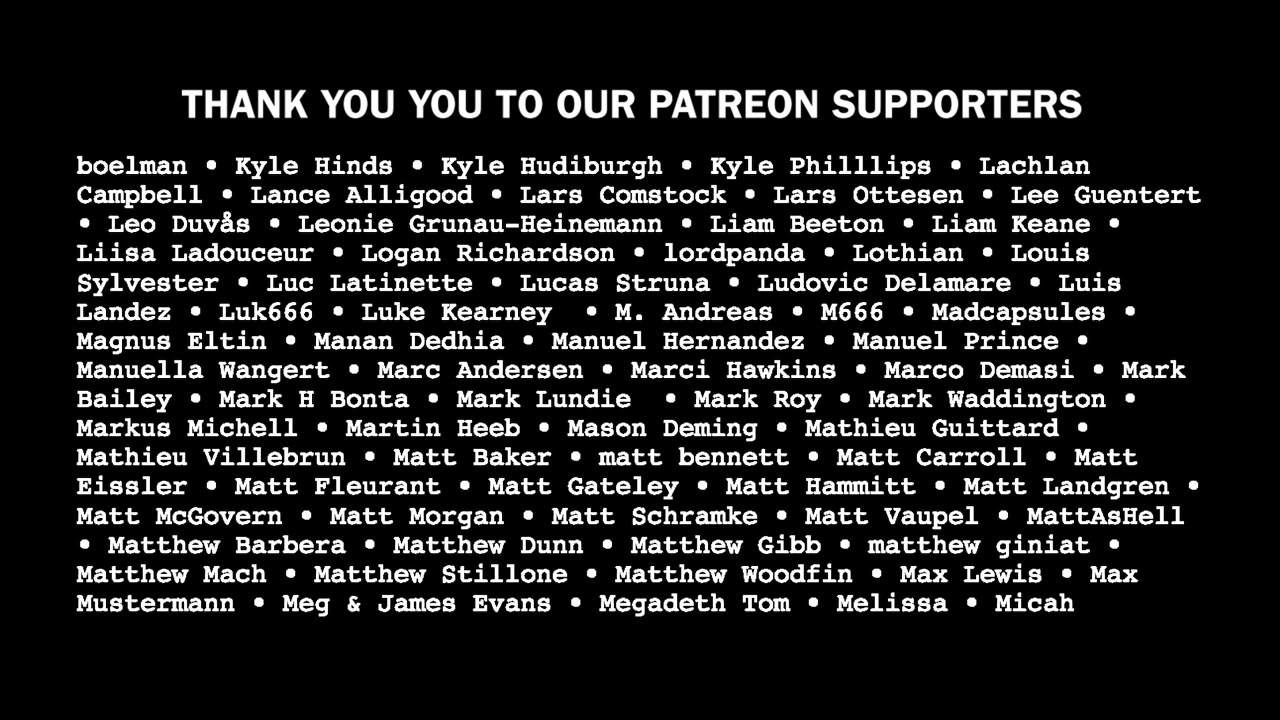 THANK YOU YOU TO OUR PATREON SUPPORTERS
boelman • Kyle Hinds • Kyle Hudiburgh • Kyle Philllips • Lachlan
Campbell • Lance Alligood • Lars Comstock • Lars Ottesen • Lee Guentert
• Leo Duvås • Leonie Grunau-Heinemann • Liam Beeton • Liam Keane •
Liisa Ladouceur • Logan Richardson • lordpanda • Lothian • Louis
Sylvester • Luc Latinette • Lucas Struna • Ludovic Delamare • Luis
Landez • Luk666 • Luke Kearney  • M. Andreas • M666 • Madcapsules •
Magnus Eltin • Manan Dedhia • Manuel Hernandez • Manuel Prince •
Manuella Wangert • Marc Andersen • Marci Hawkins • Marco Demasi • Mark
Bailey • Mark H Bonta • Mark Lundie  • Mark Roy • Mark Waddington •
Markus Michell • Martin Heeb • Mason Deming • Mathieu Guittard •
Mathieu Villebrun • Matt Baker • matt bennett • Matt Carroll • Matt
Eissler • Matt Fleurant • Matt Gateley • Matt Hammitt • Matt Landgren •
Matt McGovern • Matt Morgan • Matt Schramke • Matt Vaupel • MattAsHell
• Matthew Barbera • Matthew Dunn • Matthew Gibb • matthew giniat •
Matthew Mach • Matthew Stillone • Matthew Woodfin • Max Lewis • Max
Mustermann • Meg & James Evans • Megadeth Tom • Melissa • Micah